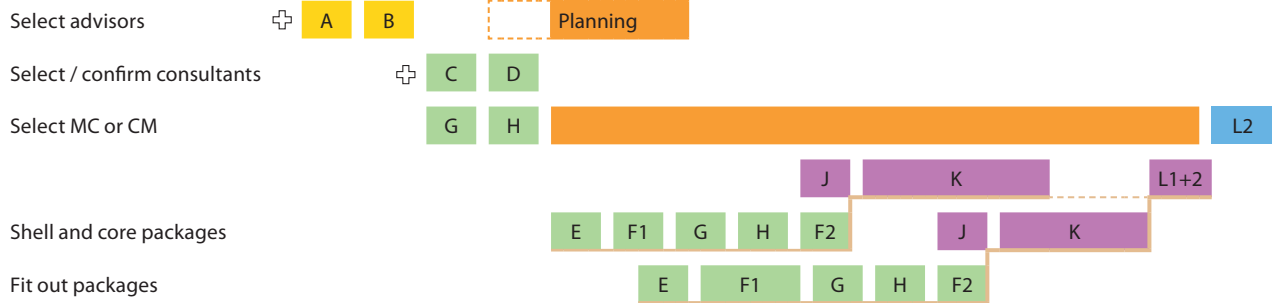 Select advisors A B Planning
Select / confirm consultants C D
Select MC or CM G H L2
J K L1+2
Shell and core packages E F1 G H F2 J K
Fit out packages E F1 G H F2